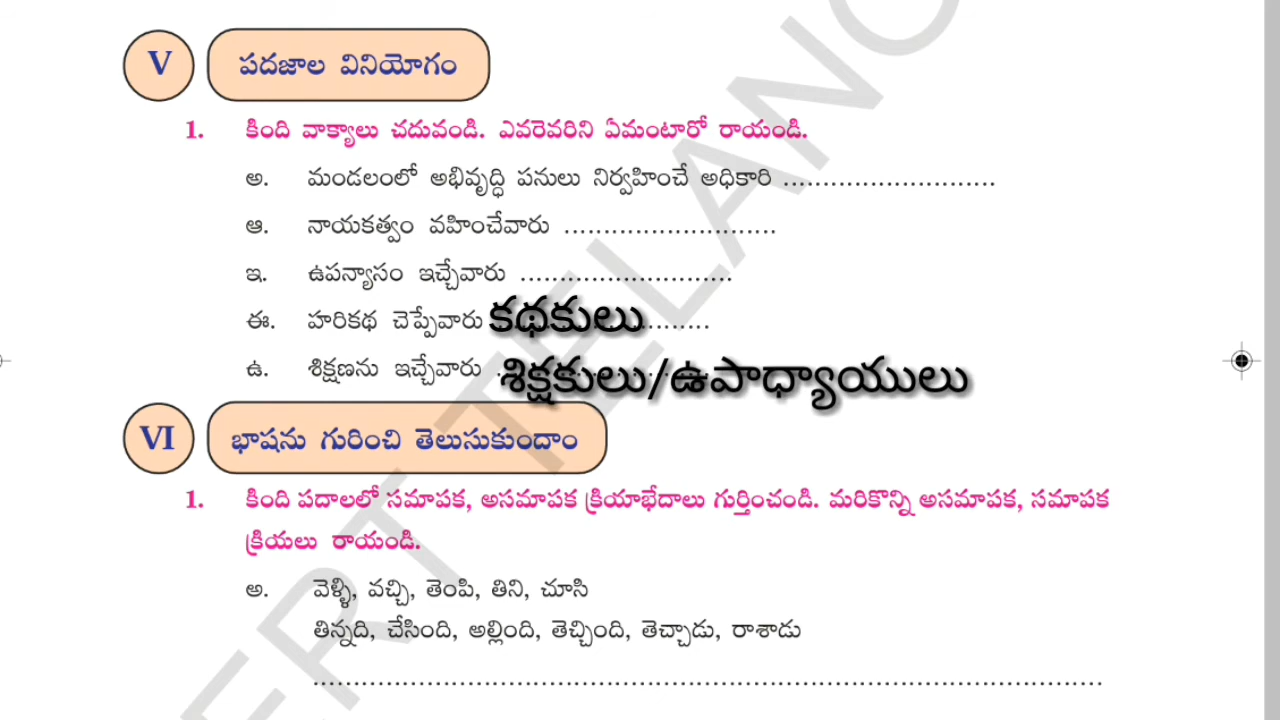 V పదజాల వినియోగం
1. కింది వాక్యాలు చదువండి. ఎవరెవరిని ఏమంటారో రాయండి.
అ. మండలంలో అభివృద్ధి పనులు నిర్వహించే అధికారి ...........................
ఆ. నాయకత్వం వహించేవారు ...........................
ఇ. ఉపన్యాసం ఇచ్చేవారు ...........................
ఈ. హరికథ చెప్పేవారు కథకులు .........
ఉ. శిక్షణను ఇచ్చేవారు . శిక్షకులు/ఉపాధ్యాయులు
VI భాషను గురించి తెలుసుకుందాం
1. కింది పదాలలో సమాపక, అసమాపక క్రియాభేదాలు గుర్తించండి. మరికొన్ని అసమాపక, సమాపక
క్రియలు రాయండి.
అ. వెళ్ళి, వచ్చి, తెంపి, తిని, చూసి
తిన్నది, చేసింది, అల్లింది, తెచ్చింది, తెచ్చాడు, రాశాడు
....................................................................................................